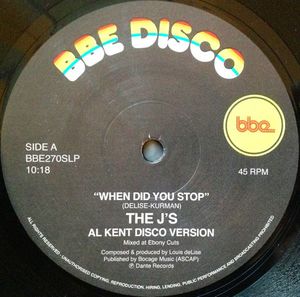 BBE DISCO
bbe
SIDE A
BBE270SLP
10:18
45 RPM
"WHEN DID YOU STOP"
(DELISE-KURMAN)
THE J'S
AL KENT DISCO VERSION
Mixed at Ebony Cuts
Composed & produced by Louis deLise
Published by Bocage Music (ASCAP)
℗ Dante Records
ALL RIGHTS RESERVED. UNAUTHORISED COPYING, REPRODUCTION, HIRING, LENDING, PUBLIC PERFORMANCE AND BROADCASTING PROHIBITED